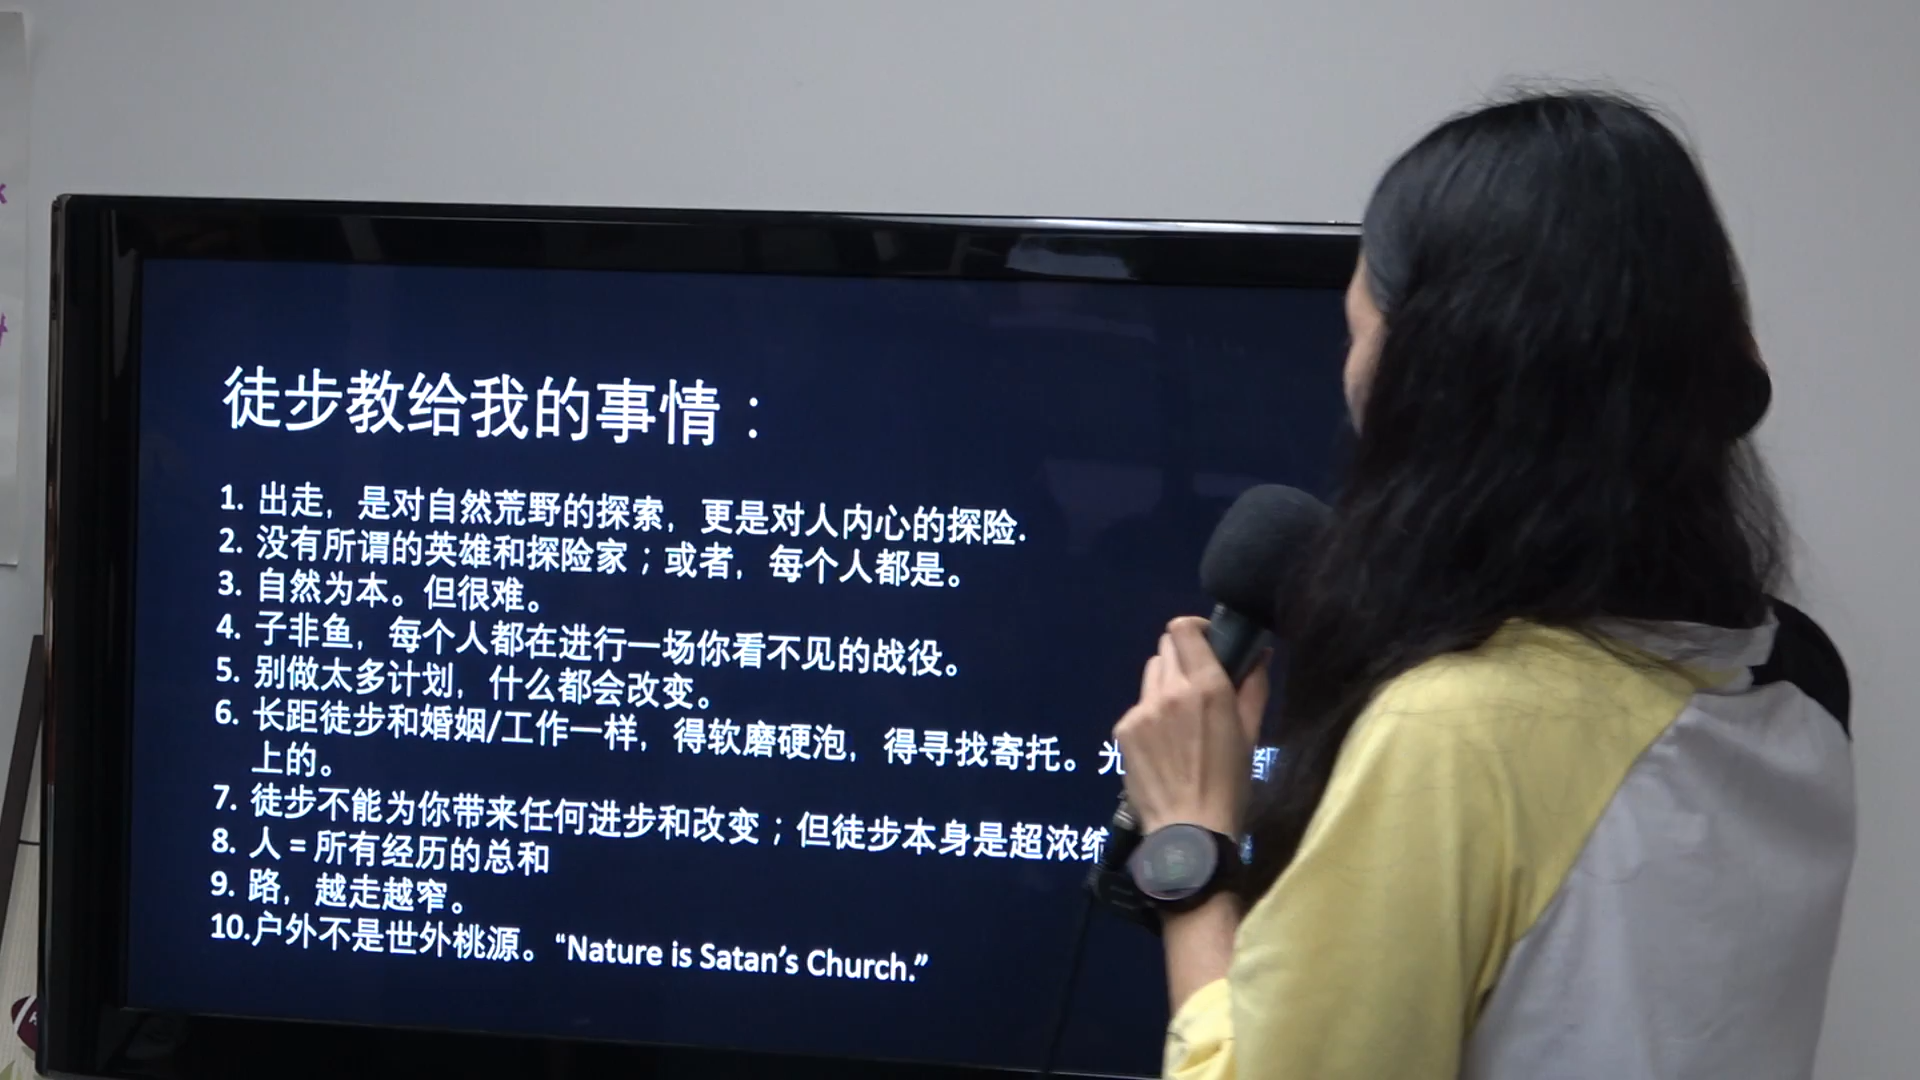 徒步教给我的事情：
1. 出走，是对自然荒野的探索，更是对人内心的探险.
2. 没有所谓的英雄和探险家；或者，每个人都是。
3. 自然为本。但很难。
4. 子非鱼，每个人都在进行一场你看不见的战役。
5. 别做太多计划，什么都会改变。
6. 长距徒步和婚姻/工作一样，得软磨硬泡，得寻找寄托。光
上的。
7. 徒步不能为你带来任何进步和改变；但徒步本身是超浓缩
8. 人 = 所有经历的总和
9. 路，越走越窄。
10.户外不是世外桃源。“Nature is Satan’s Church.”